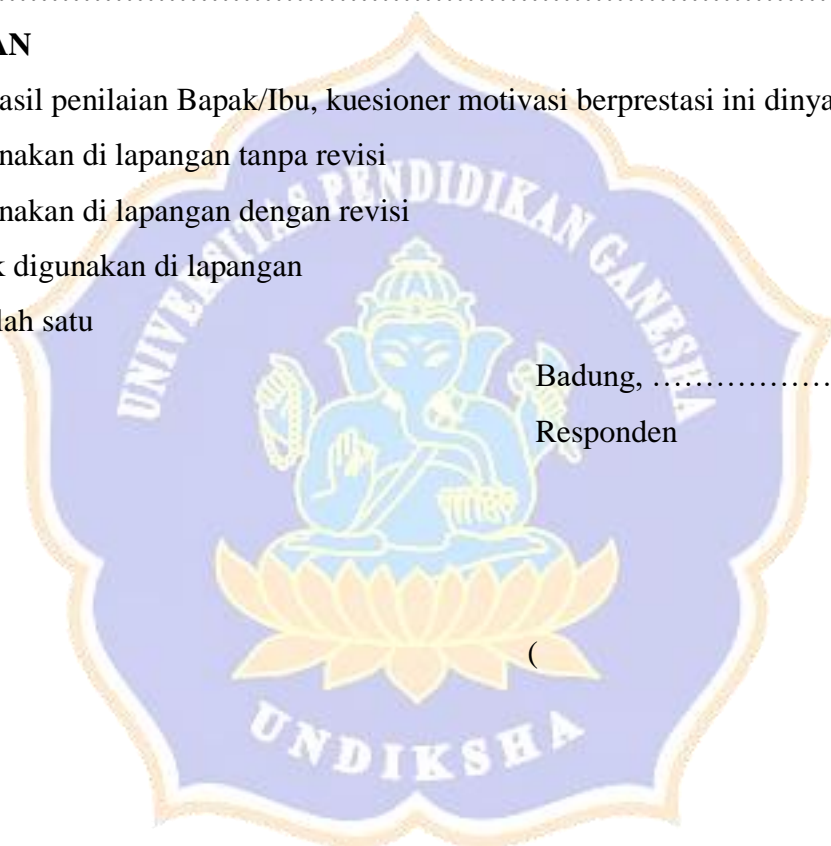 ……………………………………………………………………………
AN
asil penilaian Bapak/Ibu, kuesioner motivasi berprestasi ini dinya
nakan di lapangan tanpa revisi
nakan di lapangan dengan revisi
k digunakan di lapangan
lah satu
Badung, ………………
Responden
(
UNIVERSITAS PENDIDIKAN GANESHA
UNDIKSHA